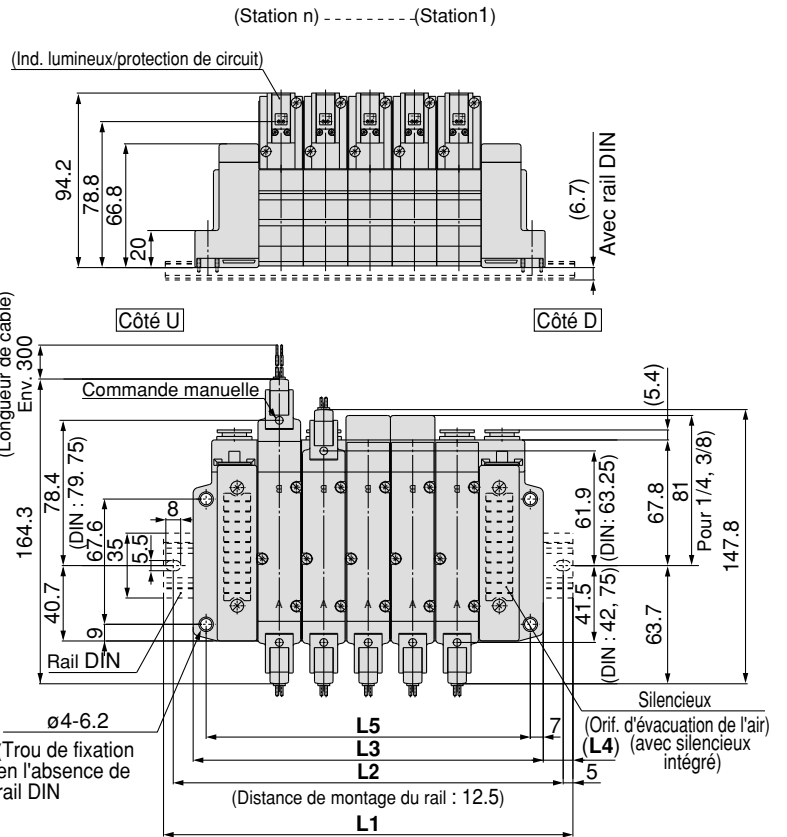 (Station n) - - - - - - - - (Station1)
(Ind. lumineux/protection de circuit)
94.2
78.8
66.8
20
(6.7)
Avec rail DIN
Côté U
Côté D
(Longueur de cable)
Env. 300
Commande manuelle
(5.4)
164.3
78.4
(DIN : 79. 75)
67.6
35
8
5.5
40.7
9
B
B
B
B
B
A
A
A
A
A
61.9
(DIN: 63.25)
67.8
81
Pour 1/4, 3/8)
147.8
41.5
(DIN : 42, 75)
63.7
Rail DIN
ø4-6.2
(Trou de fixation
en l'absence de
rail DIN
Silencieux
(Orif. d'évacuation de l'air)
(avec silencieux
intégré)
L5
7
L3
(L4)
L2
5
(Distance de montage du rail : 12.5)
L1